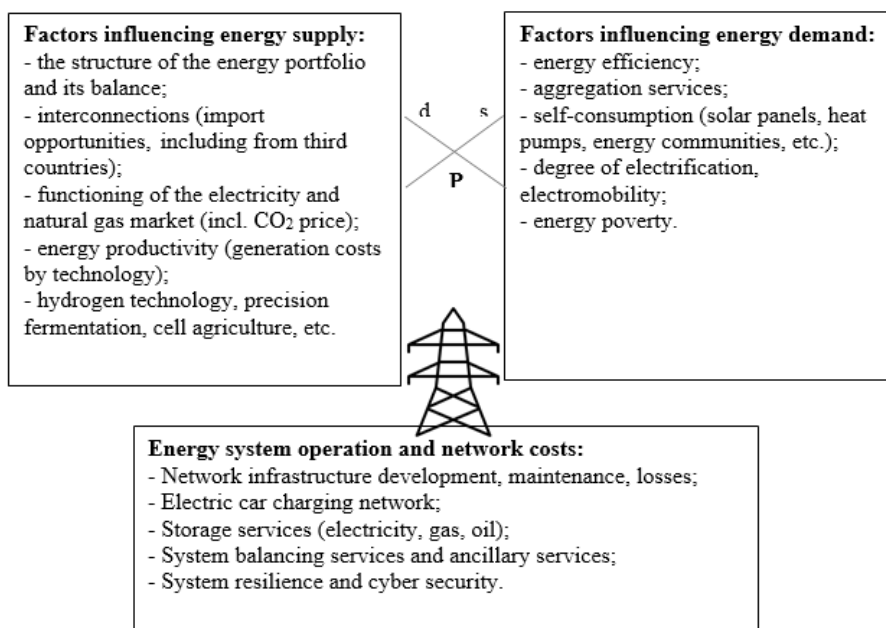 Factors influencing energy supply:
- the structure of the energy portfolio
and its balance;
- interconnections (import
opportunities, including from third
countries);
- functioning of the electricity and
natural gas market (incl. CO₂ price);
- energy productivity (generation costs
by technology);
- hydrogen technology, precision
fermentation, cell agriculture, etc.
d
s
P
Factors influencing energy demand:
- energy efficiency;
- aggregation services;
- self-consumption (solar panels, heat
pumps, energy communities, etc.);
- degree of electrification,
electromobility;
- energy poverty.
Energy system operation and network costs:
- Network infrastructure development, maintenance, losses;
- Electric car charging network;
- Storage services (electricity, gas, oil);
- System balancing services and ancillary services;
- System resilience and cyber security.